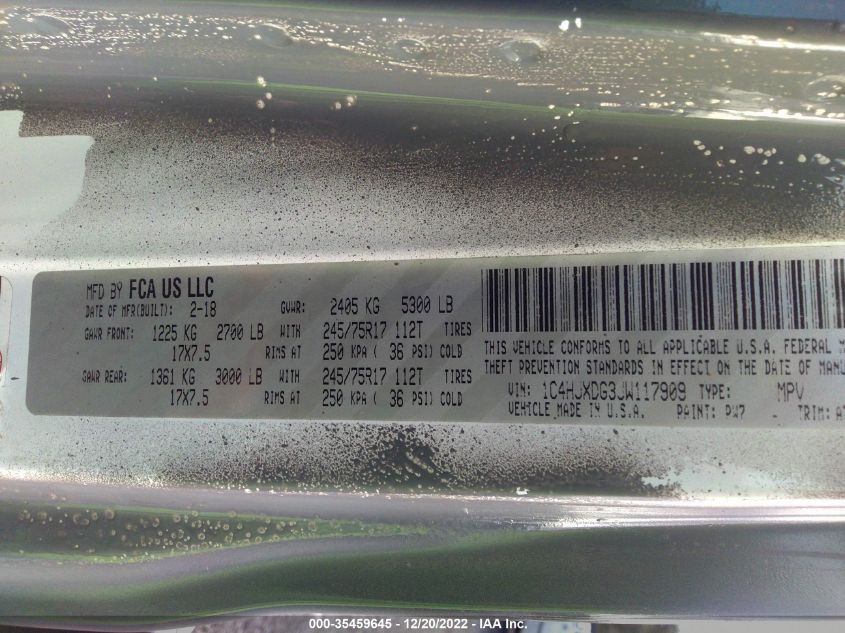 MFD BY FCA US LLC
DATE OF MFR(BUILT): 2-18 GVWR: 2405 KG 5300 LB
GAWR FRONT: 1225 KG 2700 LB WITH 245/75R17 112T TIRES
17X7.5 RIMS AT 250 KPA ( 36 PSI) COLD
GAWR REAR: 1361 KG 3000 LB WITH 245/75R17 112T TIRES
17X7.5 RIMS AT 250 KPA ( 36 PSI) COLD
THIS VEHICLE CONFORMS TO ALL APPLICABLE U.S.A. FEDERAL M
THEFT PREVENTION STANDARDS IN EFFECT ON THE DATE OF MANU
VIN: 1C4HJXDG3JW117909 TYPE: MPV
VEHICLE MADE IN U.S.A. PAINT: PW7 - TRIM: A
000-35459645 - 12/20/2022 - IAA Inc.